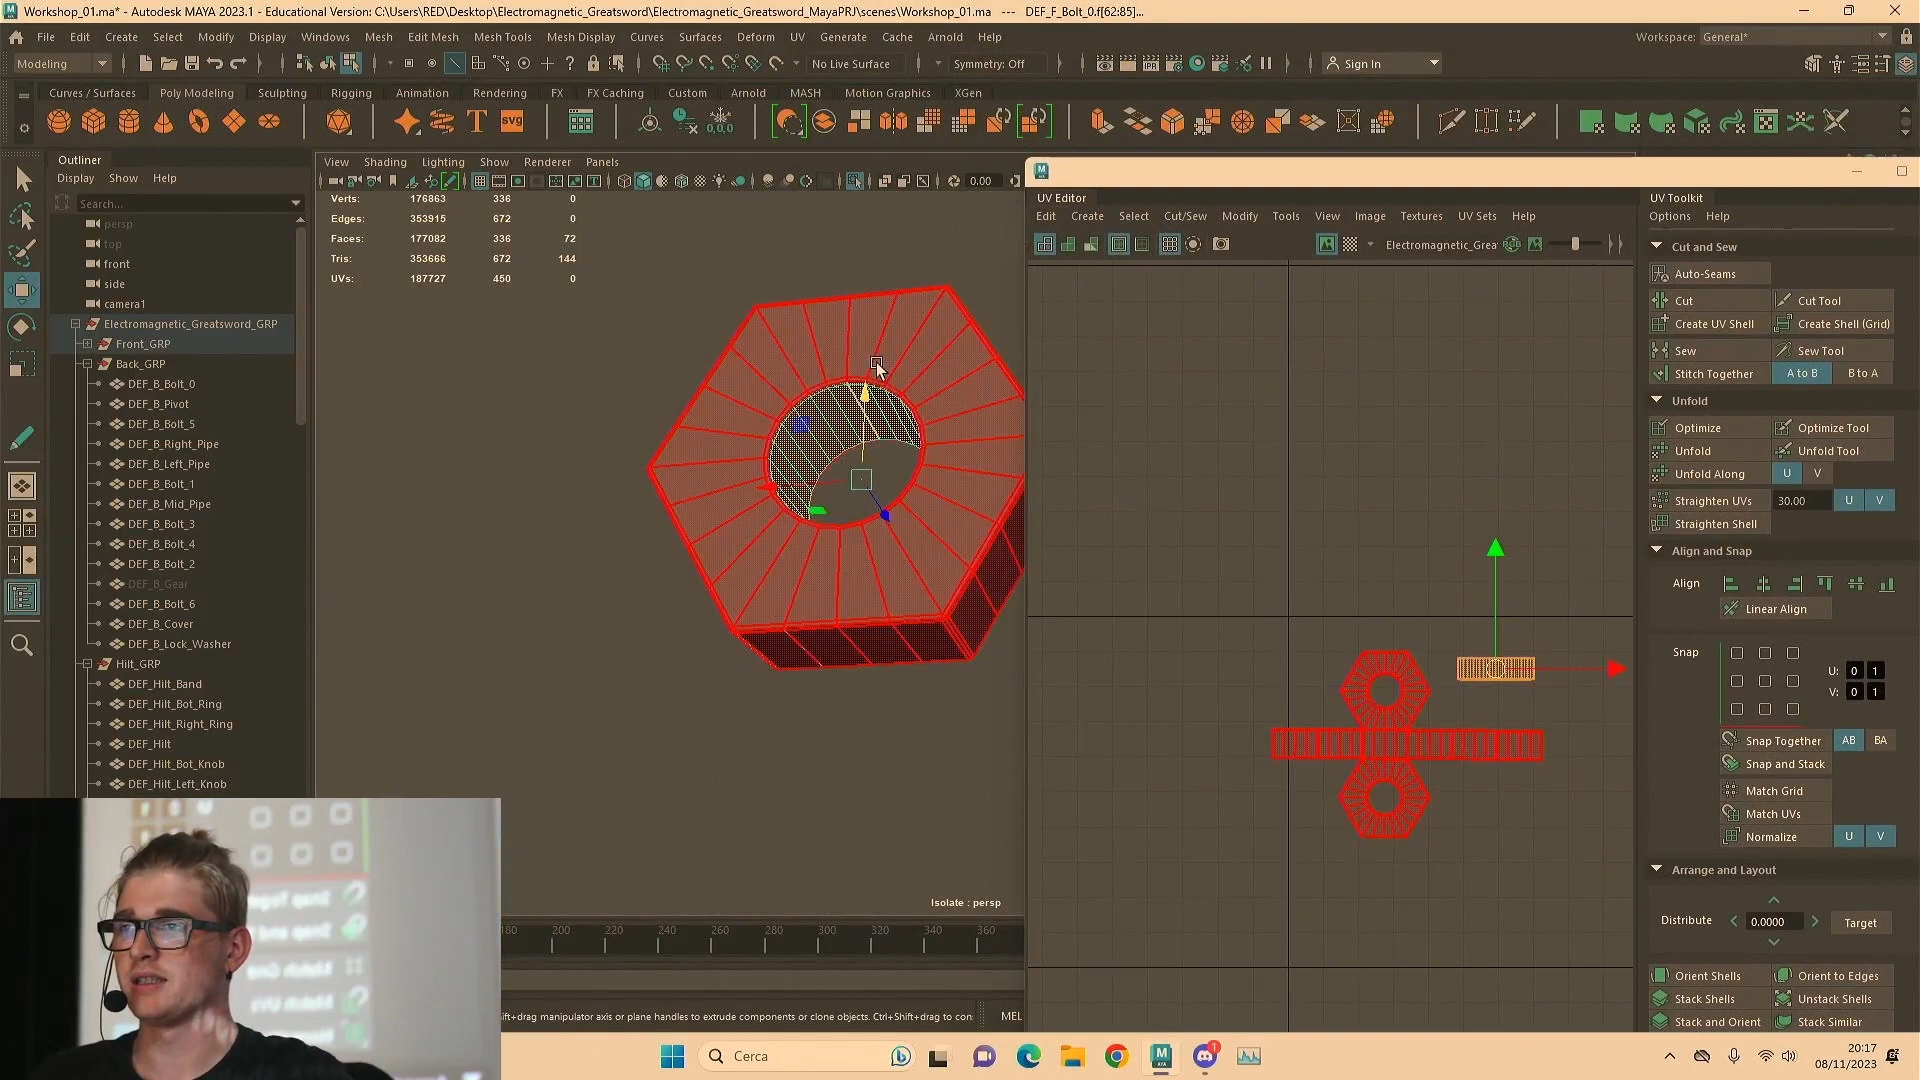 Workshop_01.ma* - Autodesk MAYA 2023.1 - Educational Version: C:\Users\RED\Desktop\Electromagnetic_Greatsword\Electromagnetic_Greatsword_MayaPRJ\scenes\Workshop_01.ma --- DEF_F_Bolt_0.f[62:85]...
File Edit Create Select Modify Display Windows Mesh Edit Mesh Mesh Tools Mesh Display Curves Surfaces Deform UV Generate Cache Arnold Help
Workspace: General*
Modeling
No Live Surface
Symmetry: Off
Sign In
Curves / Surfaces Poly Modeling Sculpting Rigging Animation Rendering FX FX Caching Custom Arnold MASH Motion Graphics XGen
T
SVG
0,0,0
Outliner
Display Show Help
Search...
persp
top
front
side
camera1
Electromagnetic_Greatsword_GRP
Front_GRP
Back_GRP
DEF_B_Bolt_0
DEF_B_Pivot
DEF_B_Bolt_5
DEF_B_Right_Pipe
DEF_B_Left_Pipe
DEF_B_Bolt_1
DEF_B_Mid_Pipe
DEF_B_Bolt_3
DEF_B_Bolt_4
DEF_B_Bolt_2
DEF_B_Gear
DEF_B_Bolt_6
DEF_B_Cover
DEF_B_Lock_Washer
Hilt_GRP
DEF_Hilt_Band
DEF_Hilt_Bot_Ring
DEF_Hilt_Right_Ring
DEF_Hilt
DEF_Hilt_Bot_Knob
DEF_Hilt_Left_Knob
View Shading Lighting Show Renderer Panels
0.00
Verts: 176863 336 0
Edges: 353915 672 0
Faces: 177082 336 72
Tris: 353666 672 144
UVs: 187727 450 0
Isolate : persp
180 200 220 240 260 280 300 320 340 360
ift+drag manipulator axis or plane handles to extrude components or clone objects. Ctrl+Shift+drag to con
MEL
UV Editor
Edit Create Select Cut/Sew Modify Tools View Image Textures UV Sets Help
Electromagnetic_Grea
UV Toolkit
Options Help
Cut and Sew
Auto-Seams
Cut Cut Tool
Create UV Shell Create Shell (Grid)
Sew Sew Tool
Stitch Together A to B B to A
Unfold
Optimize Optimize Tool
Unfold Unfold Tool
Unfold Along U V
Straighten UVs 30.00 U V
Straighten Shell
Align and Snap
Align
Linear Align
Snap
U: 0 1
V: 0 1
Snap Together AB BA
Snap and Stack
Match Grid
Match UVs
Normalize U V
Arrange and Layout
Distribute 0.0000 Target
Orient Shells Orient to Edges
Stack Shells Unstack Shells
Stack and Orient Stack Similar
Cerca
1
20:17
08/11/2023